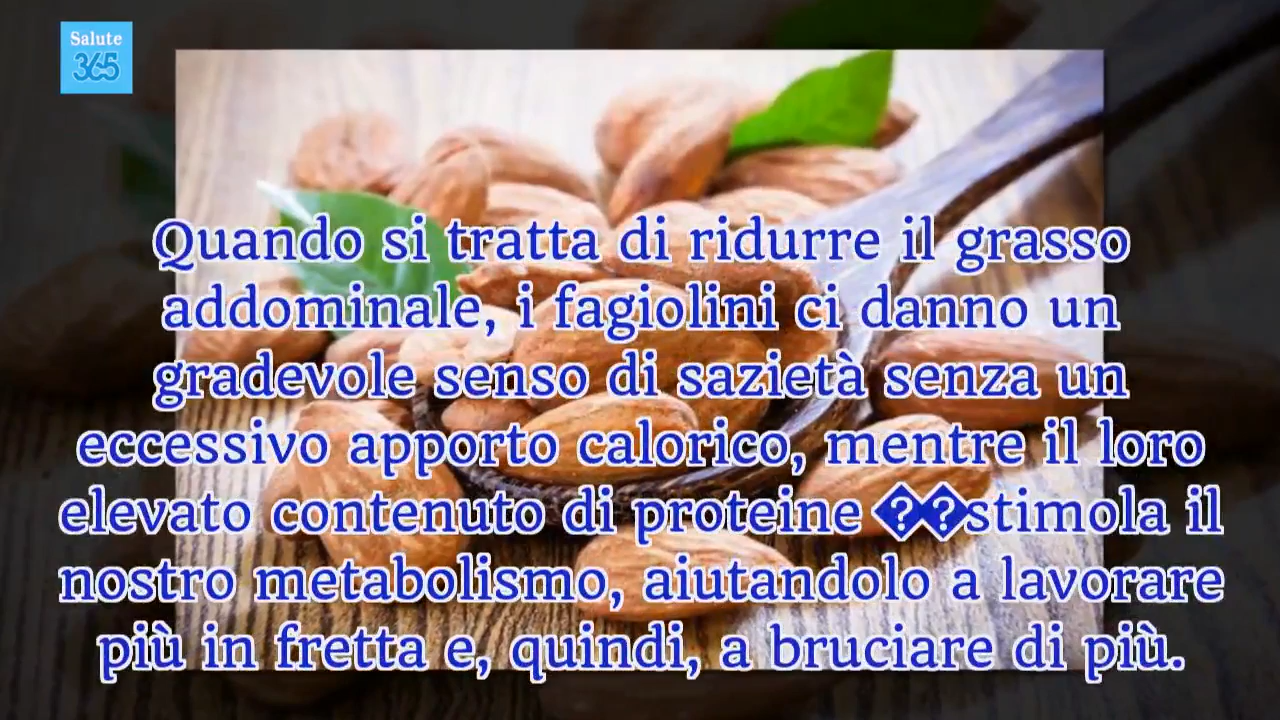 Salute
365
Quando si tratta di ridurre il grasso
addominale, i fagiolini ci danno un
gradevole senso di sazietà senza un
eccessivo apporto calorico, mentre il loro
elevato contenuto di proteine ��stimola il
nostro metabolismo, aiutandolo a lavorare
più in fretta e, quindi, a bruciare di più.